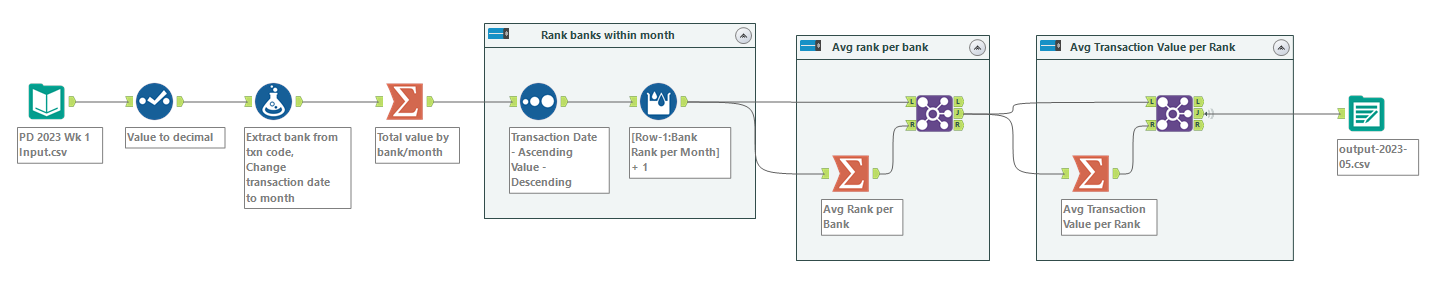 Rank banks within month
Avg rank per bank
Avg Transaction Value per Rank
L
L
J
R
R
L
L
J
R
R
PD 2023 Wk 1
Input.csv
Value to decimal
Extract bank from
txn code,
Change
transaction date
to month
Total value by
bank/month
Transaction Date
- Ascending
Value -
Descending
[Row-1:Bank
Rank per Month]
+ 1
Avg Rank per
Bank
Avg Transaction
Value per Rank
output-2023-
05.csv